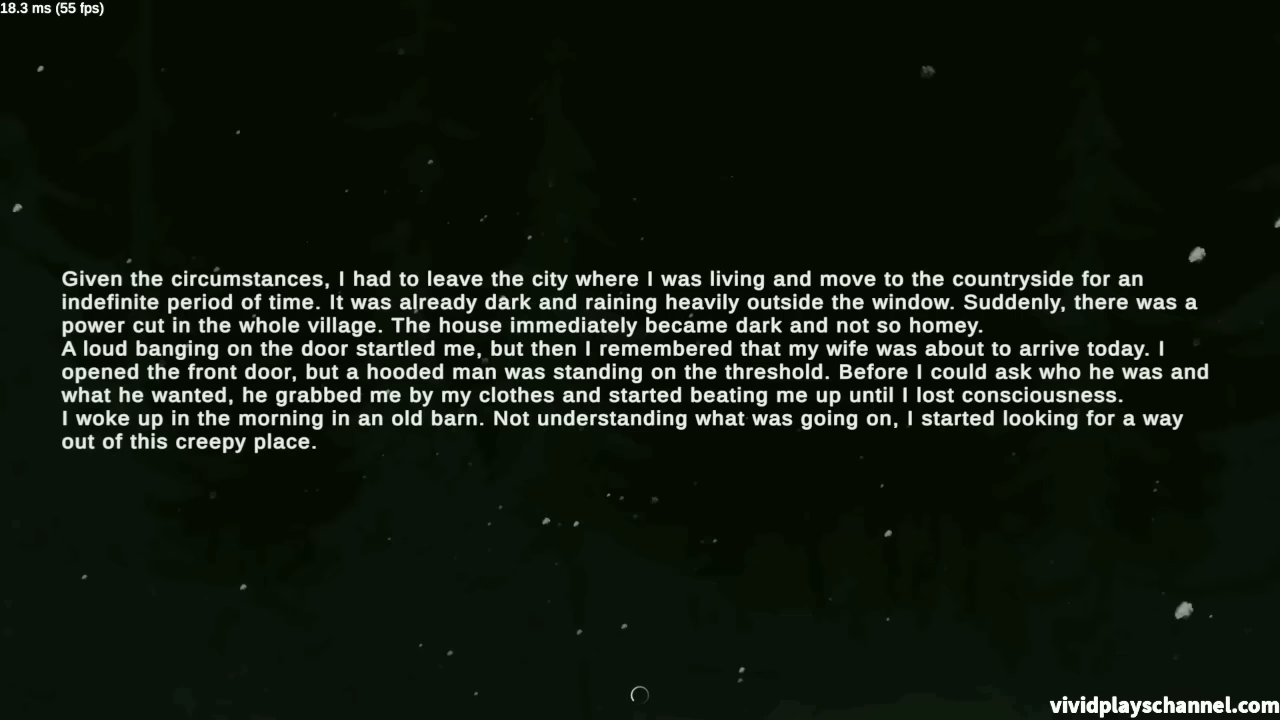 18.3 ms (55 fps)
Given the circumstances, I had to leave the city where I was living and move to the countryside for an
indefinite period of time. It was already dark and raining heavily outside the window. Suddenly, there was a
power cut in the whole village. The house immediately became dark and not so homey.
A loud banging on the door startled me, but then I remembered that my wife was about to arrive today. I
opened the front door, but a hooded man was standing on the threshold. Before I could ask who he was and
what he wanted, he grabbed me by my clothes and started beating me up until I lost consciousness.
I woke up in the morning in an old barn. Not understanding what was going on, I started looking for a way
out of this creepy place.
vividplayschannel.com